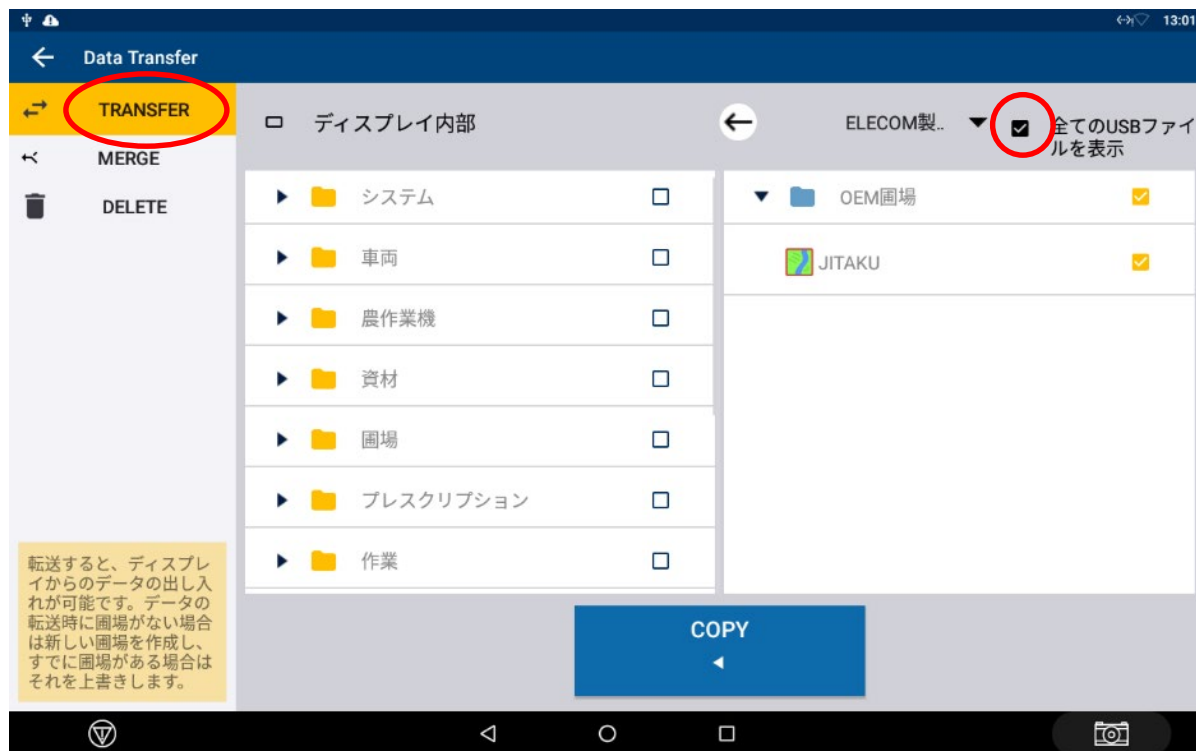 13:01
Data Transfer
TRANSFER
MERGE
DELETE
ディスプレイ内部
ELECOM製..
全てのUSBファイ
ルを表示
システム
車両
農作業機
資材
圃場
プレスクリプション
作業
OEM圃場
JITAKU
転送すると、ディスプレ
イからのデータの出し入
れが可能です。データの
転送時に圃場がない場合
は新しい圃場を作成し、
すでに圃場がある場合は
それを上書きします。
COPY